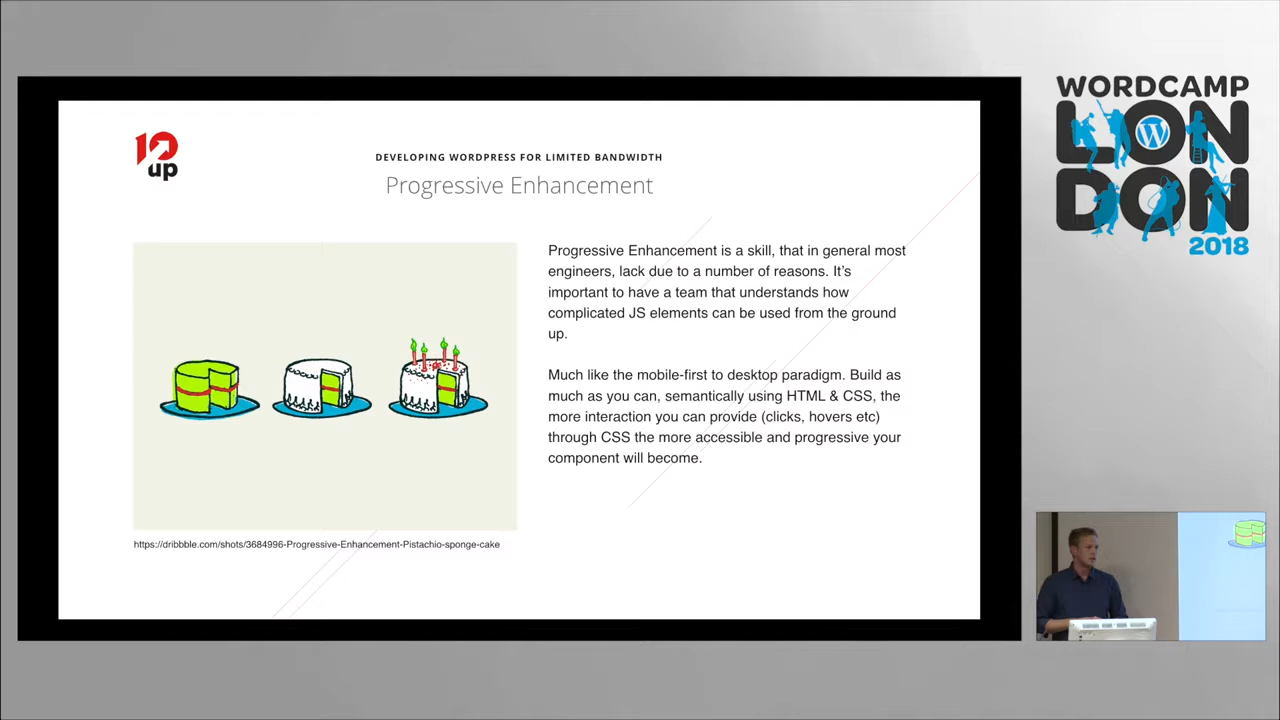 10up
DEVELOPING WORDPRESS FOR LIMITED BANDWIDTH
Progressive Enhancement
Progressive Enhancement is a skill, that in general most
engineers, lack due to a number of reasons. It’s
important to have a team that understands how
complicated JS elements can be used from the ground
up.
Much like the mobile-first to desktop paradigm. Build as
much as you can, semantically using HTML & CSS, the
more interaction you can provide (clicks, hovers etc)
through CSS the more accessible and progressive your
component will become.
https://dribbble.com/shots/3684996-Progressive-Enhancement-Pistachio-sponge-cake
WORDCAMP
LON
DON
2018